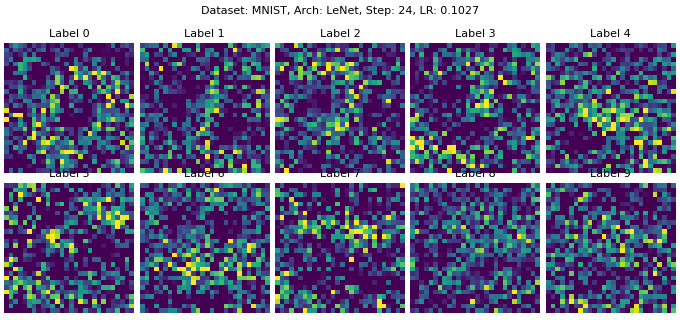 Dataset: MNIST, Arch: LeNet, Step: 24, LR: 0.1027
Label 0 Label 1 Label 2 Label 3 Label 4
Label 5 Label 6 Label 7 Label 8 Label 9